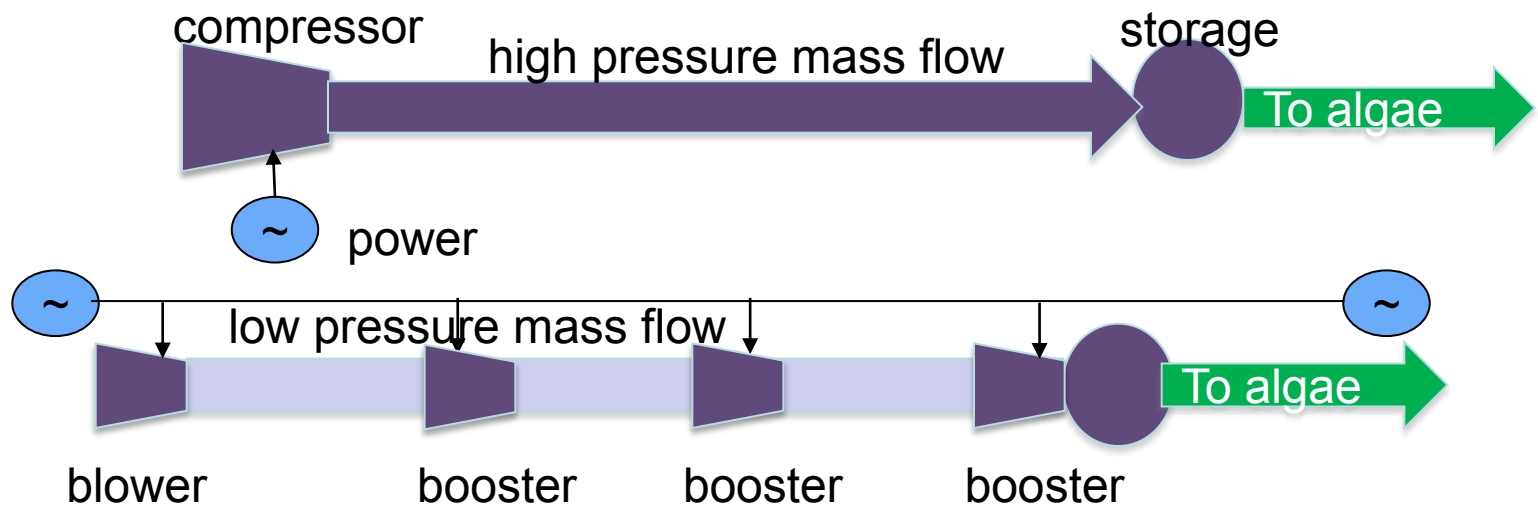 compressor
high pressure mass flow
storage
To algae
~
power
~
~
low pressure mass flow
To algae
blower
booster
booster
booster